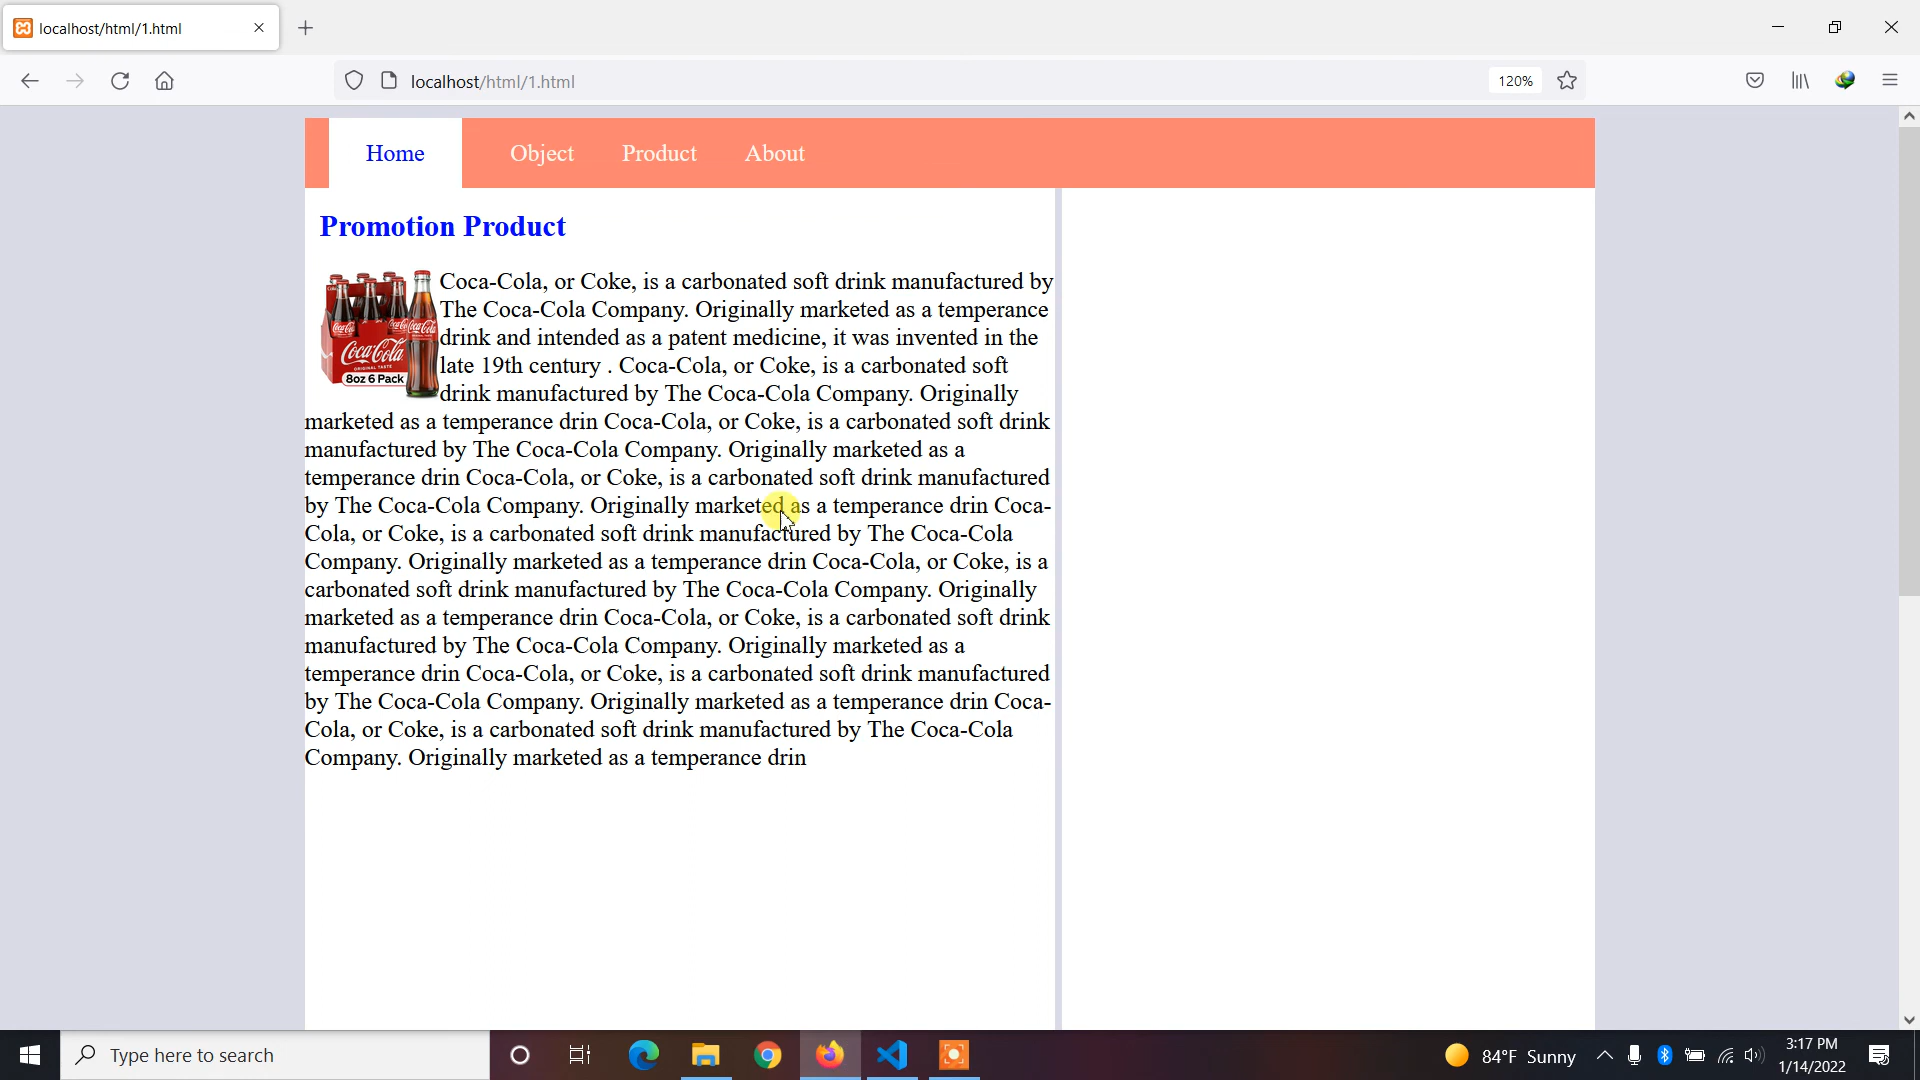 localhost/html/1.html
localhost/html/1.html
120%
Home Object Product About
Promotion Product
Coca-Cola, or Coke, is a carbonated soft drink manufactured by
The Coca-Cola Company. Originally marketed as a temperance
drink and intended as a patent medicine, it was invented in the
late 19th century . Coca-Cola, or Coke, is a carbonated soft
drink manufactured by The Coca-Cola Company. Originally
marketed as a temperance drin Coca-Cola, or Coke, is a carbonated soft drink
manufactured by The Coca-Cola Company. Originally marketed as a
temperance drin Coca-Cola, or Coke, is a carbonated soft drink manufactured
by The Coca-Cola Company. Originally marketed as a temperance drin Coca-
Cola, or Coke, is a carbonated soft drink manufactured by The Coca-Cola
Company. Originally marketed as a temperance drin Coca-Cola, or Coke, is a
carbonated soft drink manufactured by The Coca-Cola Company. Originally
marketed as a temperance drin Coca-Cola, or Coke, is a carbonated soft drink
manufactured by The Coca-Cola Company. Originally marketed as a
temperance drin Coca-Cola, or Coke, is a carbonated soft drink manufactured
by The Coca-Cola Company. Originally marketed as a temperance drin Coca-
Cola, or Coke, is a carbonated soft drink manufactured by The Coca-Cola
Company. Originally marketed as a temperance drin
Coca-Cola
Coca-Cola
ORIGINAL TASTE
8oz 6 Pack
Type here to search
84°F Sunny
3:17 PM
1/14/2022